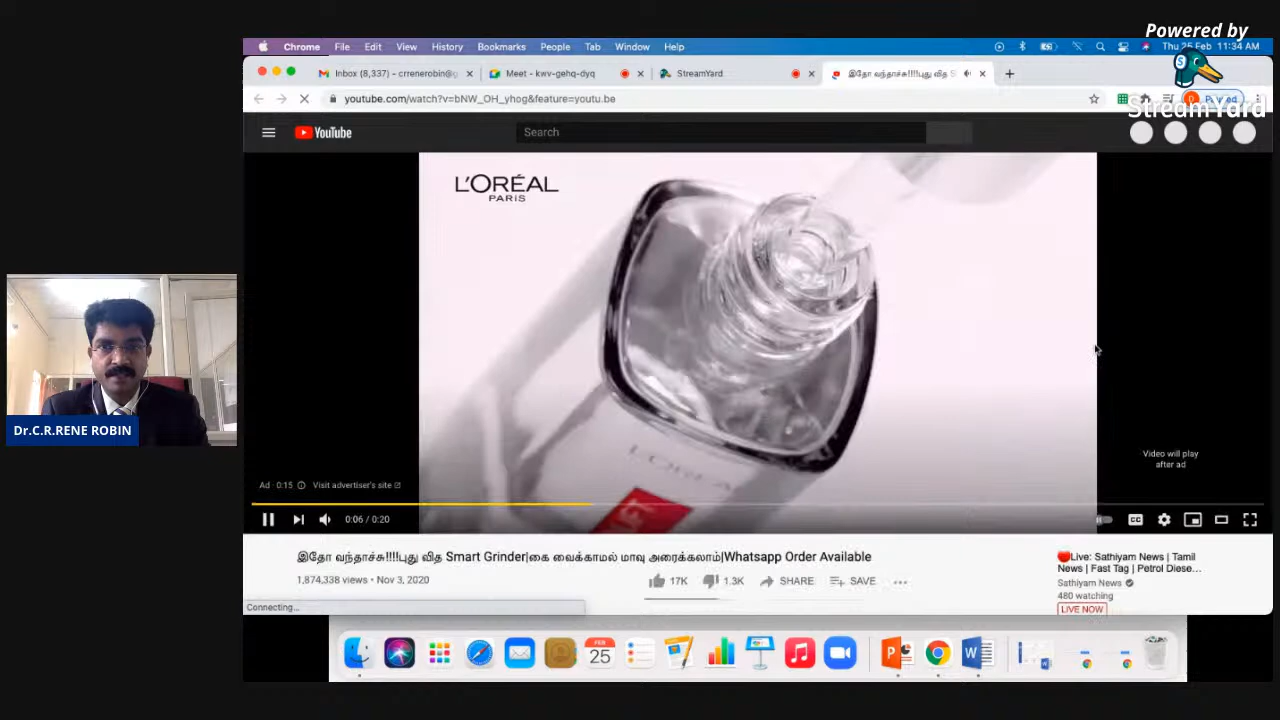 Powered by
StreamYard
Chrome File Edit View History Bookmarks People Tab Window Help
Thu 25 Feb 11:34 AM
Inbox (8,337) - crrenerobin@g
Meet - kwv-gehq-dyq
StreamYard
இதோ வந்தாச்சு!!!!புது வித S
youtube.com/watch?v=bNW_OH_yhog&feature=youtu.be
Paused
YouTube
Search
L'ORÉAL
PARIS
L'ORÉA
Video will play
after ad
Ad · 0:15 Visit advertiser's site
0:06 / 0:20
CC
இதோ வந்தாச்சு!!!!புது வித Smart Grinder|கை வைக்காமல் மாவு அரைக்கலாம்|Whatsapp Order Available
1,874,338 views • Nov 3, 2020
17K 1.3K SHARE SAVE
Live: Sathiyam News | Tamil
News | Fast Tag | Petrol Diese...
Sathiyam News
480 watching
LIVE NOW
Connecting...
Dr.C.R.RENE ROBIN
FEB
25